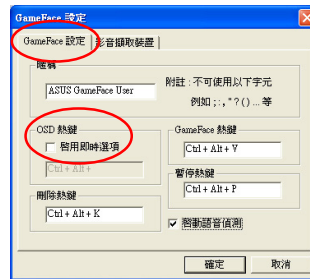 GameFace 設定
GameFace 設定
影音擷取裝置
暱稱
ASUS GameFace User
附註 : 不可使用以下字元
例如 ; : , " ? ( ) ... 等
OSD 熱鍵
啓用即時選項
Ctrl + Alt +
GameFace 熱鍵
Ctrl + Alt + V
暫停熱鍵
Ctrl + Alt + P
刪除熱鍵
Ctrl + Alt + K
啓動語音偵測
確定
取消